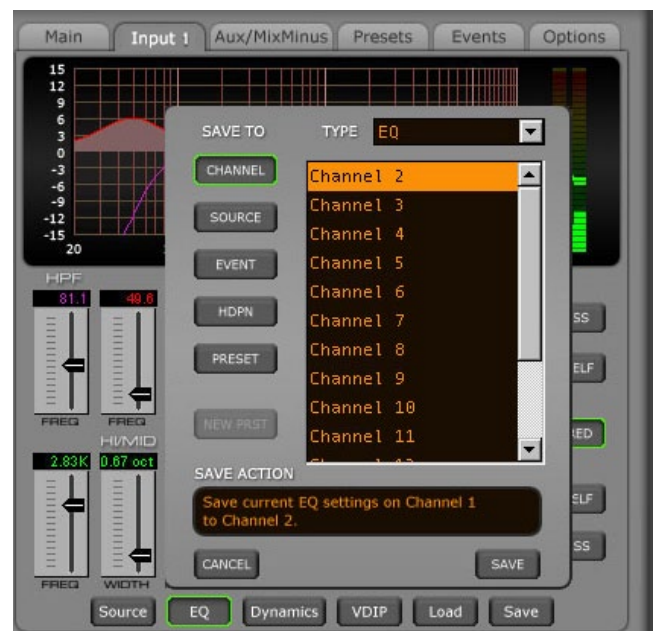 Main Input 1 Aux/MixMinus Presets Events Options
15
12
9
6
3
0
-3
-6
-9
-12
-15
20
SAVE TO TYPE EQ
CHANNEL
SOURCE
EVENT
HDPN
PRESET
NEW PRST
Channel 2
Channel 3
Channel 4
Channel 5
Channel 6
Channel 7
Channel 8
Channel 9
Channel 10
Channel 11
SAVE ACTION
Save current EQ settings on Channel 1
to Channel 2.
CANCEL SAVE
HPF
81.1 49.6
FREQ FREQ
HI/MID
2.83K 0.67 oct
FREQ WIDTH
SS
ELF
ED
ELF
SS
Source EQ Dynamics VDIP Load Save